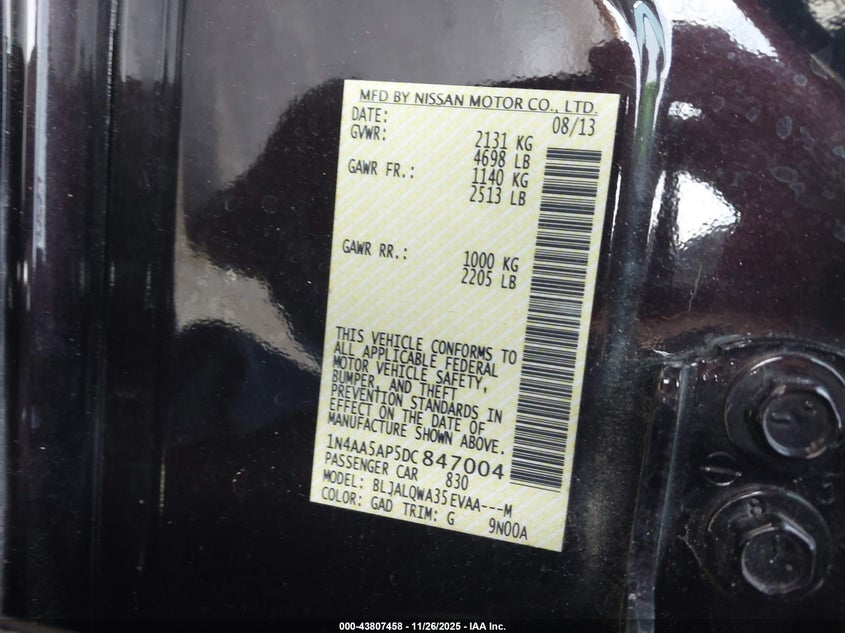 MFD BY NISSAN MOTOR CO., LTD.
DATE: 08/13
GVWR: 2131 KG
4698 LB
GAWR FR.: 1140 KG
2513 LB
GAWR RR.: 1000 KG
2205 LB
THIS VEHICLE CONFORMS TO
ALL APPLICABLE FEDERAL
MOTOR VEHICLE SAFETY,
BUMPER, AND THEFT
PREVENTION STANDARDS IN
EFFECT ON THE DATE OF
MANUFACTURE SHOWN ABOVE.
1N4AA5AP5DC847004
PASSENGER CAR 830
MODEL: BLJALQWA35EVAA---M
COLOR: GAD TRIM: G 9N00A
000-43807458 - 11/26/2025 - IAA Inc.